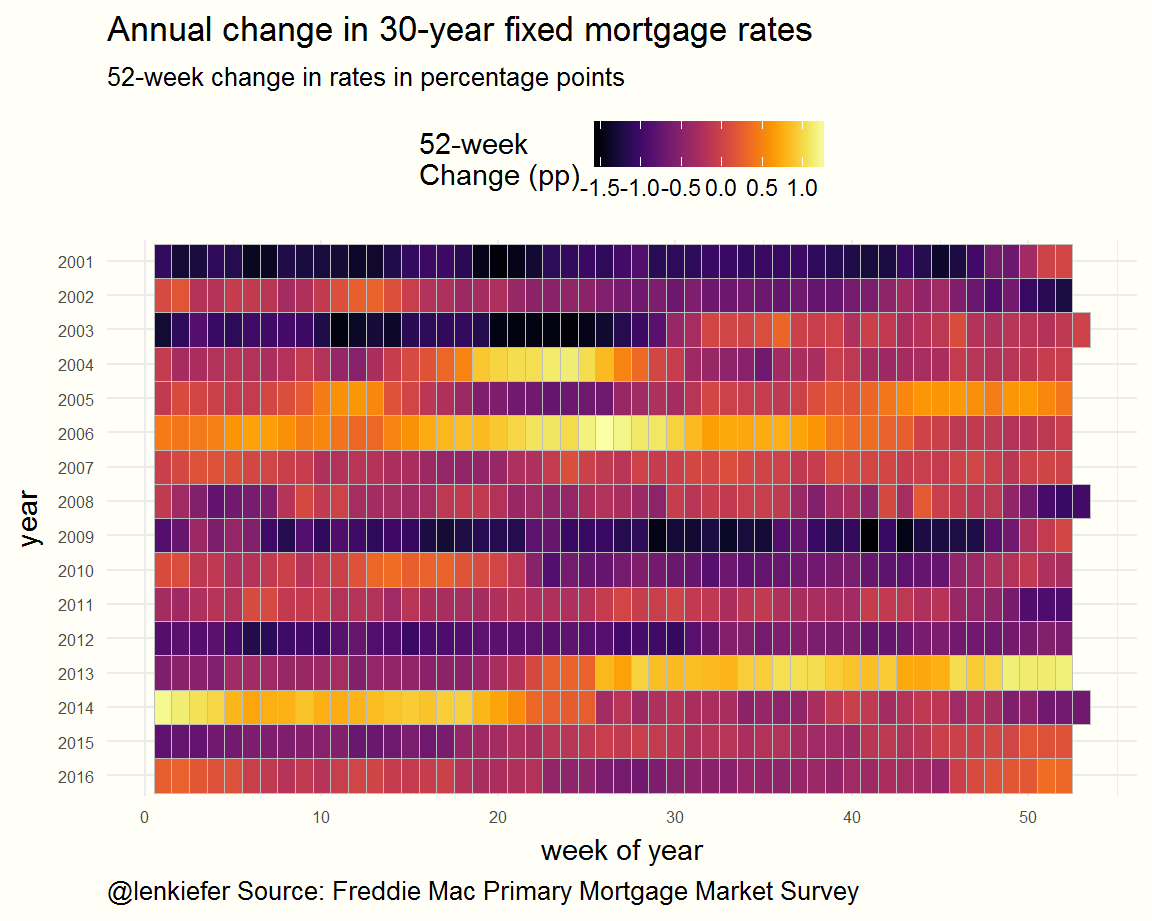 Annual change in 30-year fixed mortgage rates
52-week change in rates in percentage points
52-week
Change (pp)
-1.5 -1.0 -0.5 0.0 0.5 1.0
year
2001
2002
2003
2004
2005
2006
2007
2008
2009
2010
2011
2012
2013
2014
2015
2016
0 10 20 30 40 50
week of year
@lenkiefer Source: Freddie Mac Primary Mortgage Market Survey